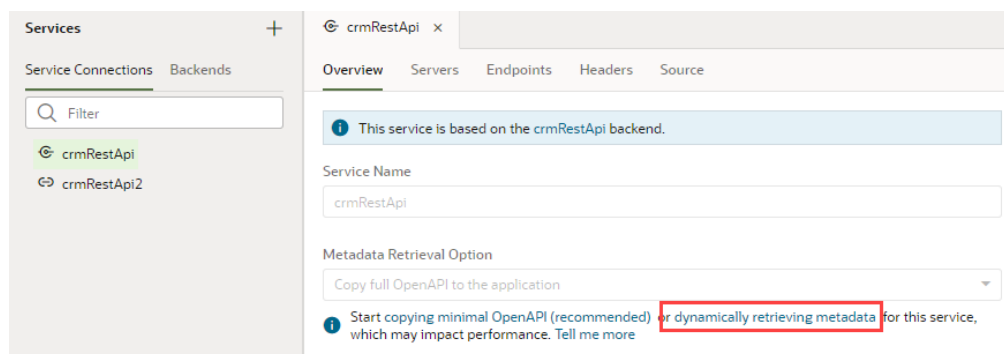 Services
Service Connections Backends
Filter
crmRestApi
crmRestApi2
crmRestApi ×
Overview Servers Endpoints Headers Source
This service is based on the crmRestApi backend.
Service Name
crmRestApi
Metadata Retrieval Option
Copy full OpenAPI to the application
Start copying minimal OpenAPI (recommended) or dynamically retrieving metadata for this service,
which may impact performance. Tell me more